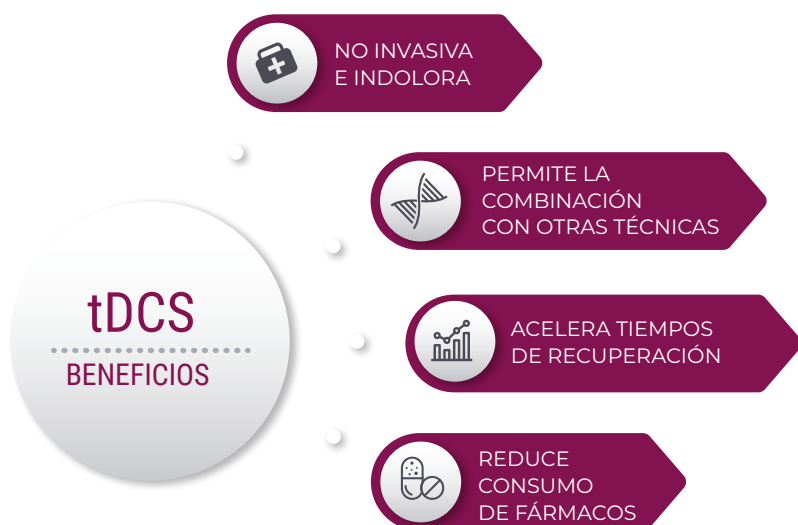 NO INVASIVA
E INDOLORA
PERMITE LA
COMBINACIÓN
CON OTRAS TÉCNICAS
tDCS
BENEFICIOS
ACELERA TIEMPOS
DE RECUPERACIÓN
REDUCE
CONSUMO
DE FÁRMACOS